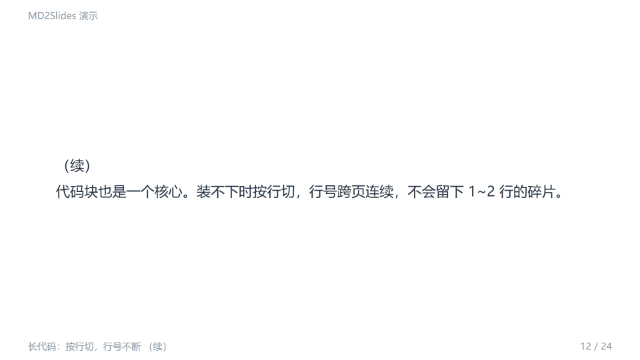 MD2Slides 演示
（续）
代码块也是一个核心。装不下时按行切，行号跨页连续，不会留下 1~2 行的碎片。
长代码：按行切，行号不断 （续）
12 / 24